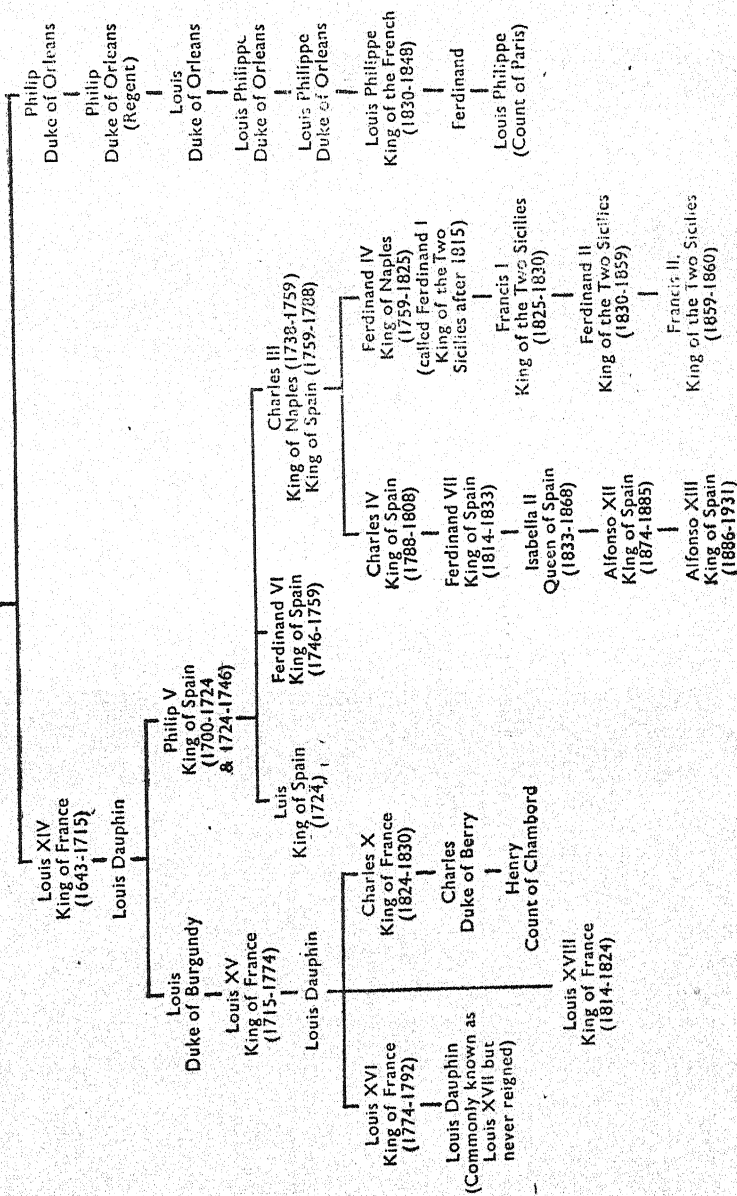 Louis XIV
King of France
(1643-1715)
Louis Dauphin
Louis
Duke of Burgundy
Louis XV
King of France
(1715-1774)
Louis Dauphin
Louis XVI
King of France
(1774-1792)
Louis Dauphin
(Commonly known as
Louis XVII but
never reigned)
Louis XVIII
King of France
(1814-1824)
Charles X
King of France
(1824-1830)
Charles
Duke of Berry
Henry
Count of Chambord
Philip V
King of Spain
(1700-1724
& 1724-1746)
Luis
King of Spain
(1724)
Ferdinand VI
King of Spain
(1746-1759)
Charles III
King of Naples (1738-1759)
King of Spain (1759-1788)
Charles IV
King of Spain
(1788-1808)
Ferdinand VII
King of Spain
(1814-1833)
Isabella II
Queen of Spain
(1833-1868)
Alfonso XII
King of Spain
(1874-1885)
Alfonso XIII
King of Spain
(1886-1931)
Ferdinand IV
King of Naples
(1759-1825)
(called Ferdinand I
King of the Two
Sicilies after 1815)
Francis I
King of the Two Sicilies
(1825-1830)
Ferdinand II
King of the Two Sicilies
(1830-1859)
Francis II,
King of the Two Sicilies
(1859-1860)
Philip
Duke of Orleans
Philip
Duke of Orleans
(Regent)
Louis
Duke of Orleans
Louis Philippe
Duke of Orleans
Louis Philippe
Duke of Orleans
Louis Philippe
King of the French
(1830-1848)
Ferdinand
Louis Philippe
(Count of Paris)